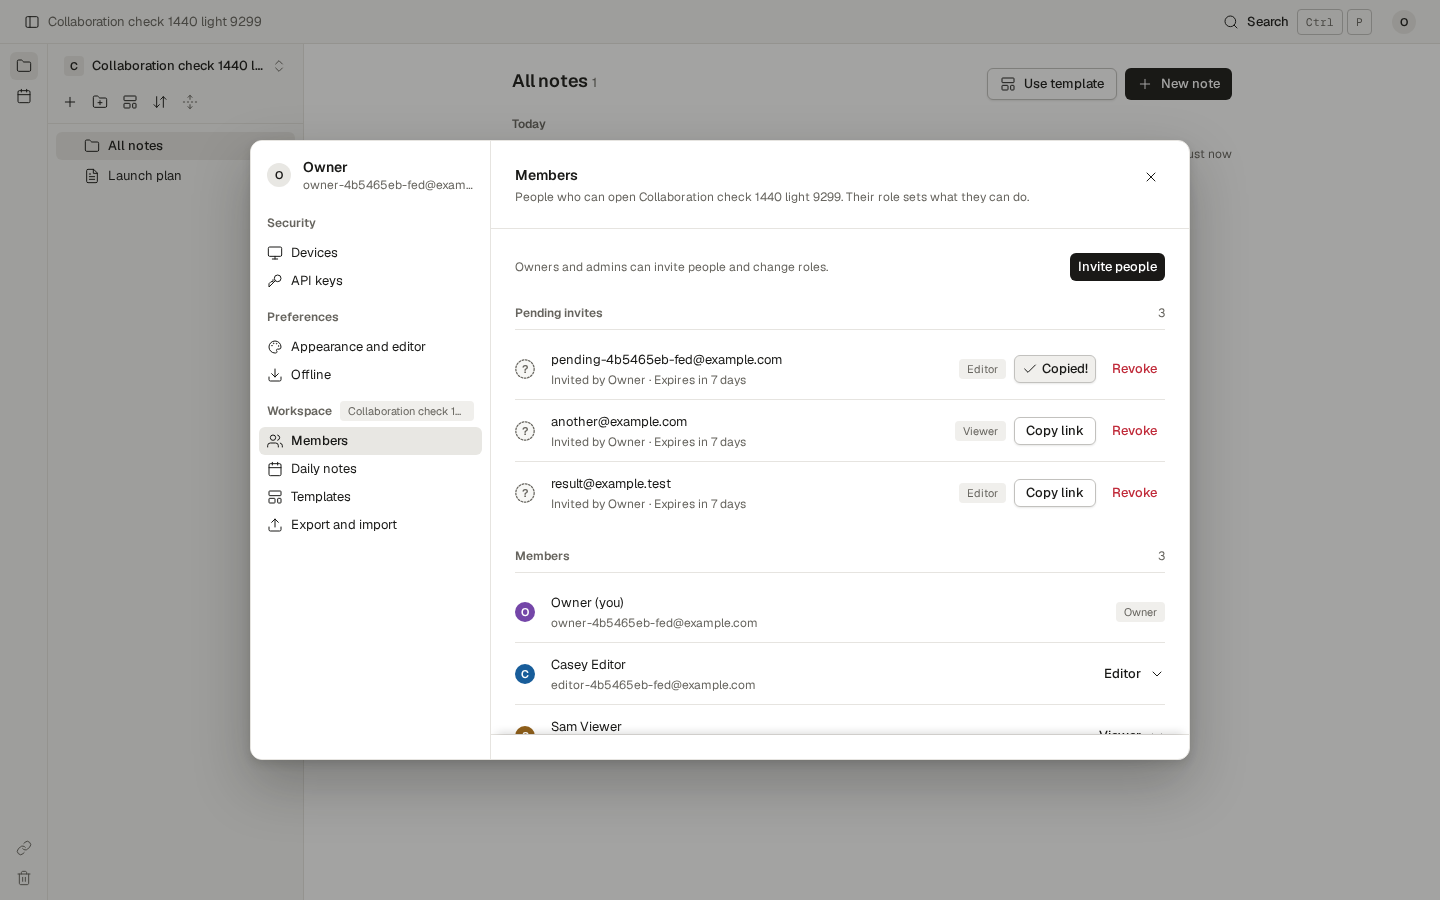 Collaboration check 1440 light 9299
Search Ctrl P O
C Collaboration check 1440 l...
All notes 1
Use template
New note
Today
All notes
Launch plan
just now
O Owner
owner-4b5465eb-fed@exam...
Security
Devices
API keys
Preferences
Appearance and editor
Offline
Workspace Collaboration check 1...
Members
Daily notes
Templates
Export and import
Members
People who can open Collaboration check 1440 light 9299. Their role sets what they can do.
Owners and admins can invite people and change roles.
Invite people
Pending invites 3
? pending-4b5465eb-fed@example.com
Invited by Owner · Expires in 7 days
Editor Copied! Revoke
? another@example.com
Invited by Owner · Expires in 7 days
Viewer Copy link Revoke
? result@example.test
Invited by Owner · Expires in 7 days
Editor Copy link Revoke
Members 3
O Owner (you)
owner-4b5465eb-fed@example.com
Owner
C Casey Editor
editor-4b5465eb-fed@example.com
Editor
Sam Viewer
Viewer